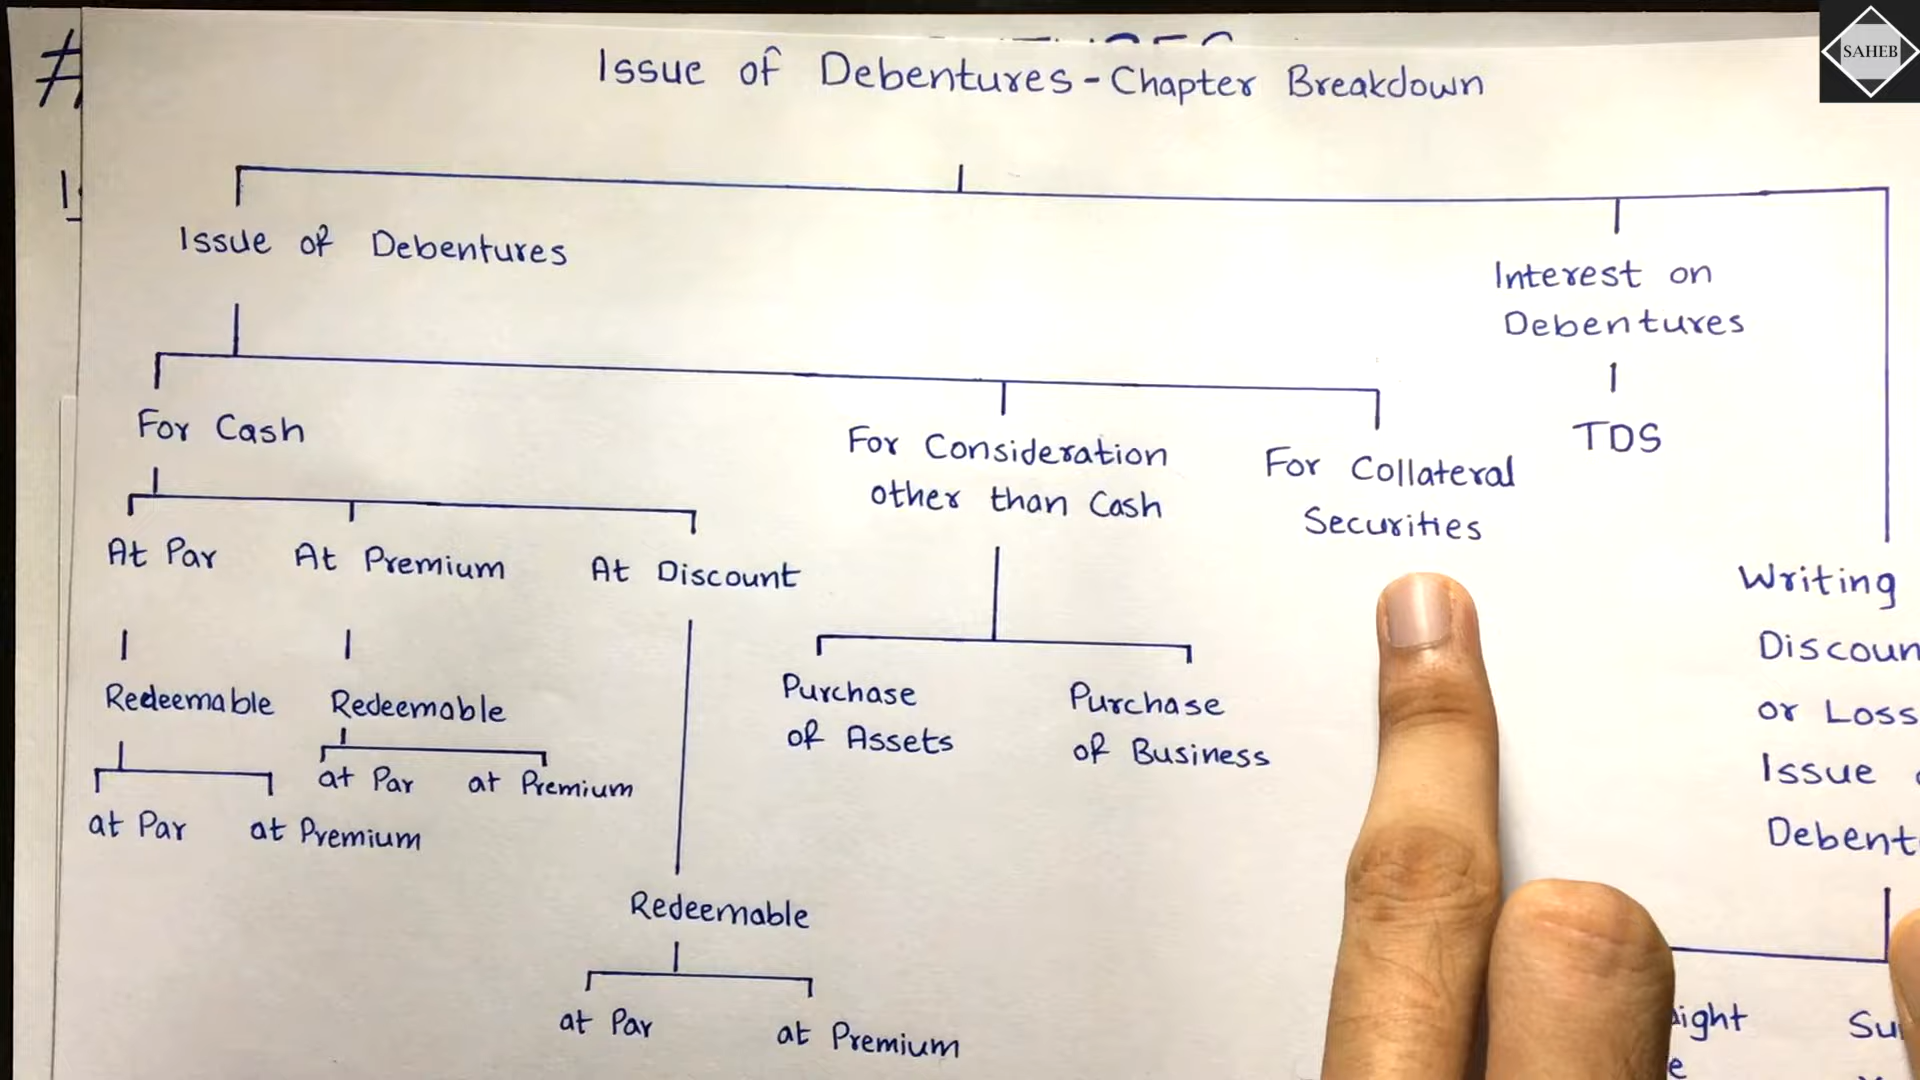 SAHEB
Issue of Debentures - Chapter Breakdown
Issue of Debentures
Interest on
Debentures
TDS
For Cash
For Consideration
other than Cash
For Collateral
Securities
At Par
At Premium
At Discount
Redeemable
at Par
at Premium
Redeemable
at Par
at Premium
Redeemable
at Par
at Premium
Purchase
of Assets
Purchase
of Business
Writing
Discoun
or Loss
Issue
Debent